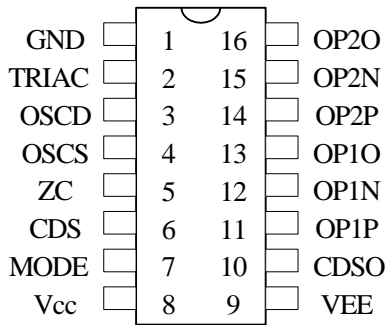 GND 1 16 OP2O
TRIAC 2 15 OP2N
OSCD 3 14 OP2P
OSCS 4 13 OP1O
ZC 5 12 OP1N
CDS 6 11 OP1P
MODE 7 10 CDSO
Vcc 8 9 VEE